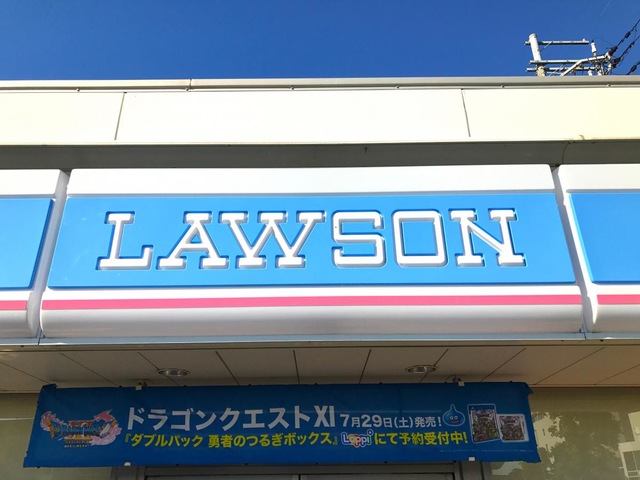 LAWSON
ドラゴンクエストXI 7月29日(土)発売!
『ダブルパック 勇者のつるぎボックス』Loppiにて予約受付中!